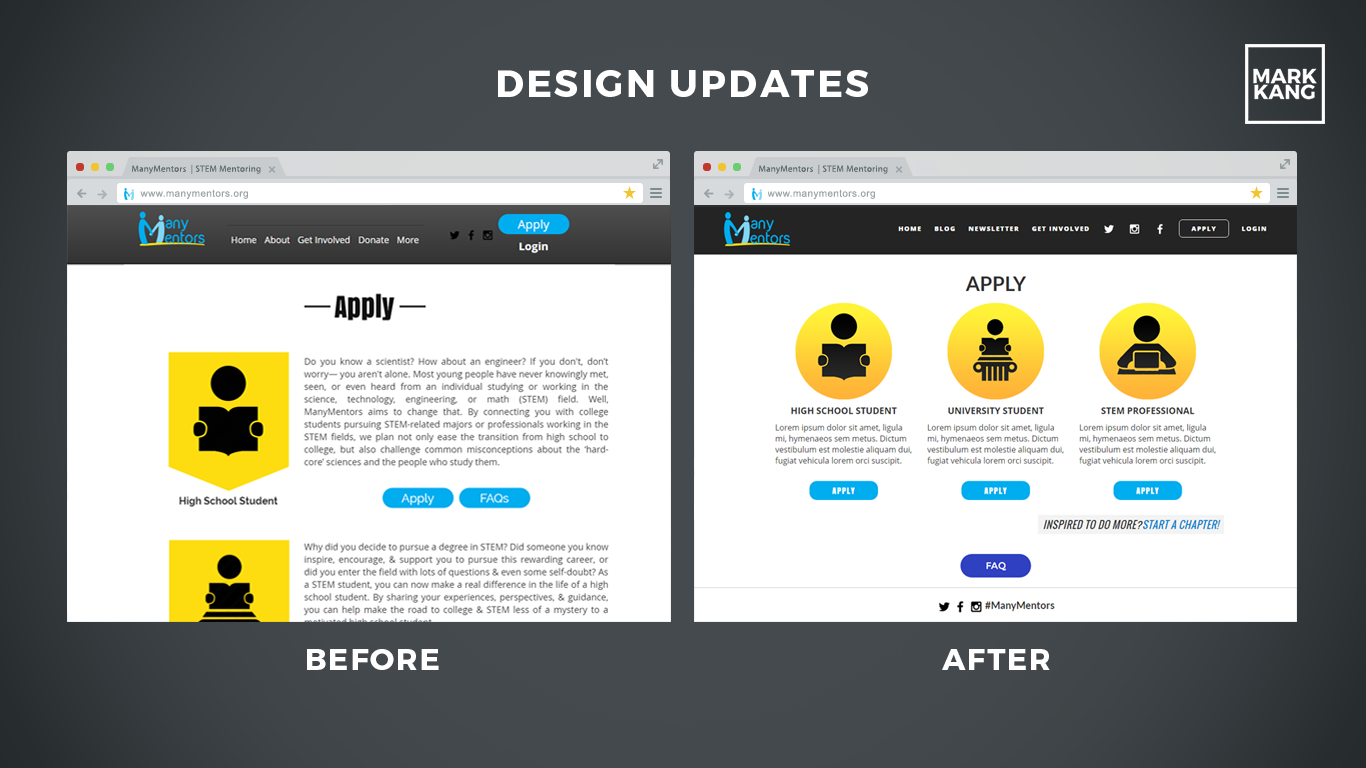 DESIGN UPDATES
MARK
KANG
ManyMentors | STEM Mentoring
www.manymentors.org
Many
Mentors
Home About Get Involved Donate More
Apply
Login
Apply
High School Student
Do you know a scientist? How about an engineer? If you don't, don't
worry— you aren't alone. Most young people have never knowingly met,
seen, or even heard from an individual studying or working in the
science, technology, engineering, or math (STEM) field. Well,
ManyMentors aims to change that. By connecting you with college
students pursuing STEM-related majors or professionals working in the
STEM fields, we plan not only ease the transition from high school to
college, but also challenge common misconceptions about the 'hard-
core' sciences and the people who study them.
Apply FAQs
Why did you decide to pursue a degree in STEM? Did someone you know
inspire, encourage, & support you to pursue this rewarding career, or
did you enter the field with lots of questions & even some self-doubt? As
a STEM student, you can now make a real difference in the life of a high
school student. By sharing your experiences, perspectives, & guidance,
you can help make the road to college & STEM less of a mystery to a
motivated high school student.
BEFORE
ManyMentors | STEM Mentoring
www.manymentors.org
Many
Mentors
HOME BLOG NEWSLETTER GET INVOLVED APPLY LOGIN
APPLY
HIGH SCHOOL STUDENT
Lorem ipsum dolor sit amet, ligula
mi, hymenaeos sem metus. Dictum
vestibulum est molestie aliquam dui,
fugiat vehicula lorem orci suscipit.
APPLY
UNIVERSITY STUDENT
Lorem ipsum dolor sit amet, ligula
mi, hymenaeos sem metus. Dictum
vestibulum est molestie aliquam dui,
fugiat vehicula lorem orci suscipit.
APPLY
STEM PROFESSIONAL
Lorem ipsum dolor sit amet, ligula
mi, hymenaeos sem metus. Dictum
vestibulum est molestie aliquam dui,
fugiat vehicula lorem orci suscipit.
APPLY
INSPIRED TO DO MORE?START A CHAPTER!
FAQ
#ManyMentors
AFTER